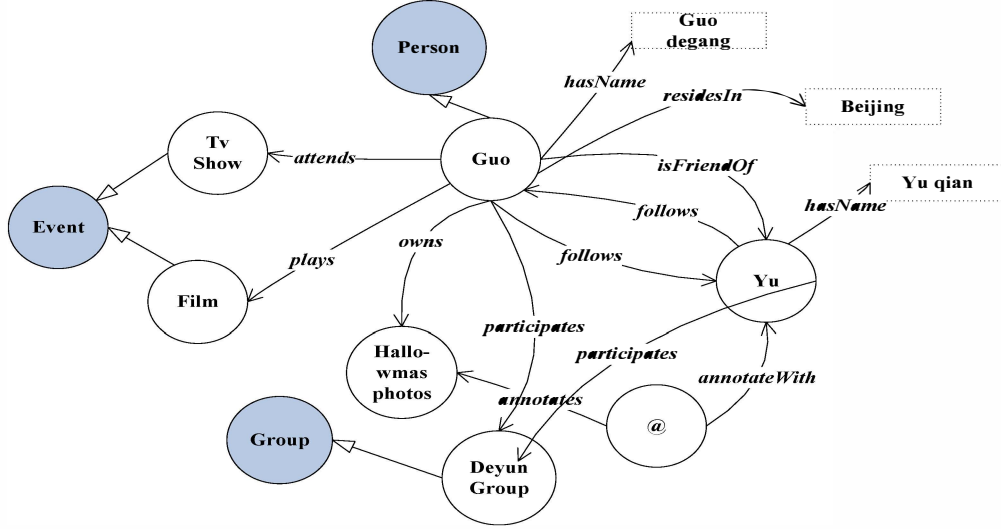 Person
Guo
degang
hasName
residesIn
Beijing
Tv
Show
attends
Guo
isFriendOf
Yu qian
hasName
Event
owns
follows
follows
plays
Film
Yu
participates
participates
Hallo-
wmas
photos
annotateWith
annotates
@
Group
Deyun
Group